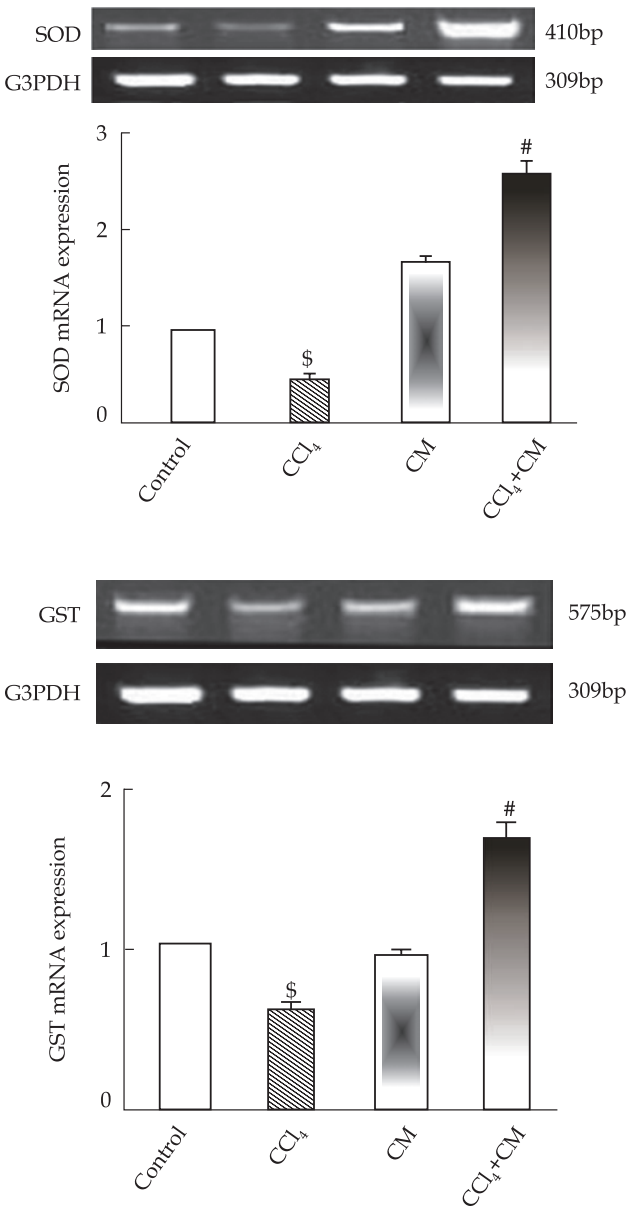 SOD 410bp
G3PDH 309bp
3
#
SOD mRNA expression
2
1
$
0
Control CCl₄ CM CCl₄+CM
GST 575bp
G3PDH 309bp
2
#
GST mRNA expression
1
$
0
Control CCl₄ CM CCl₄+CM